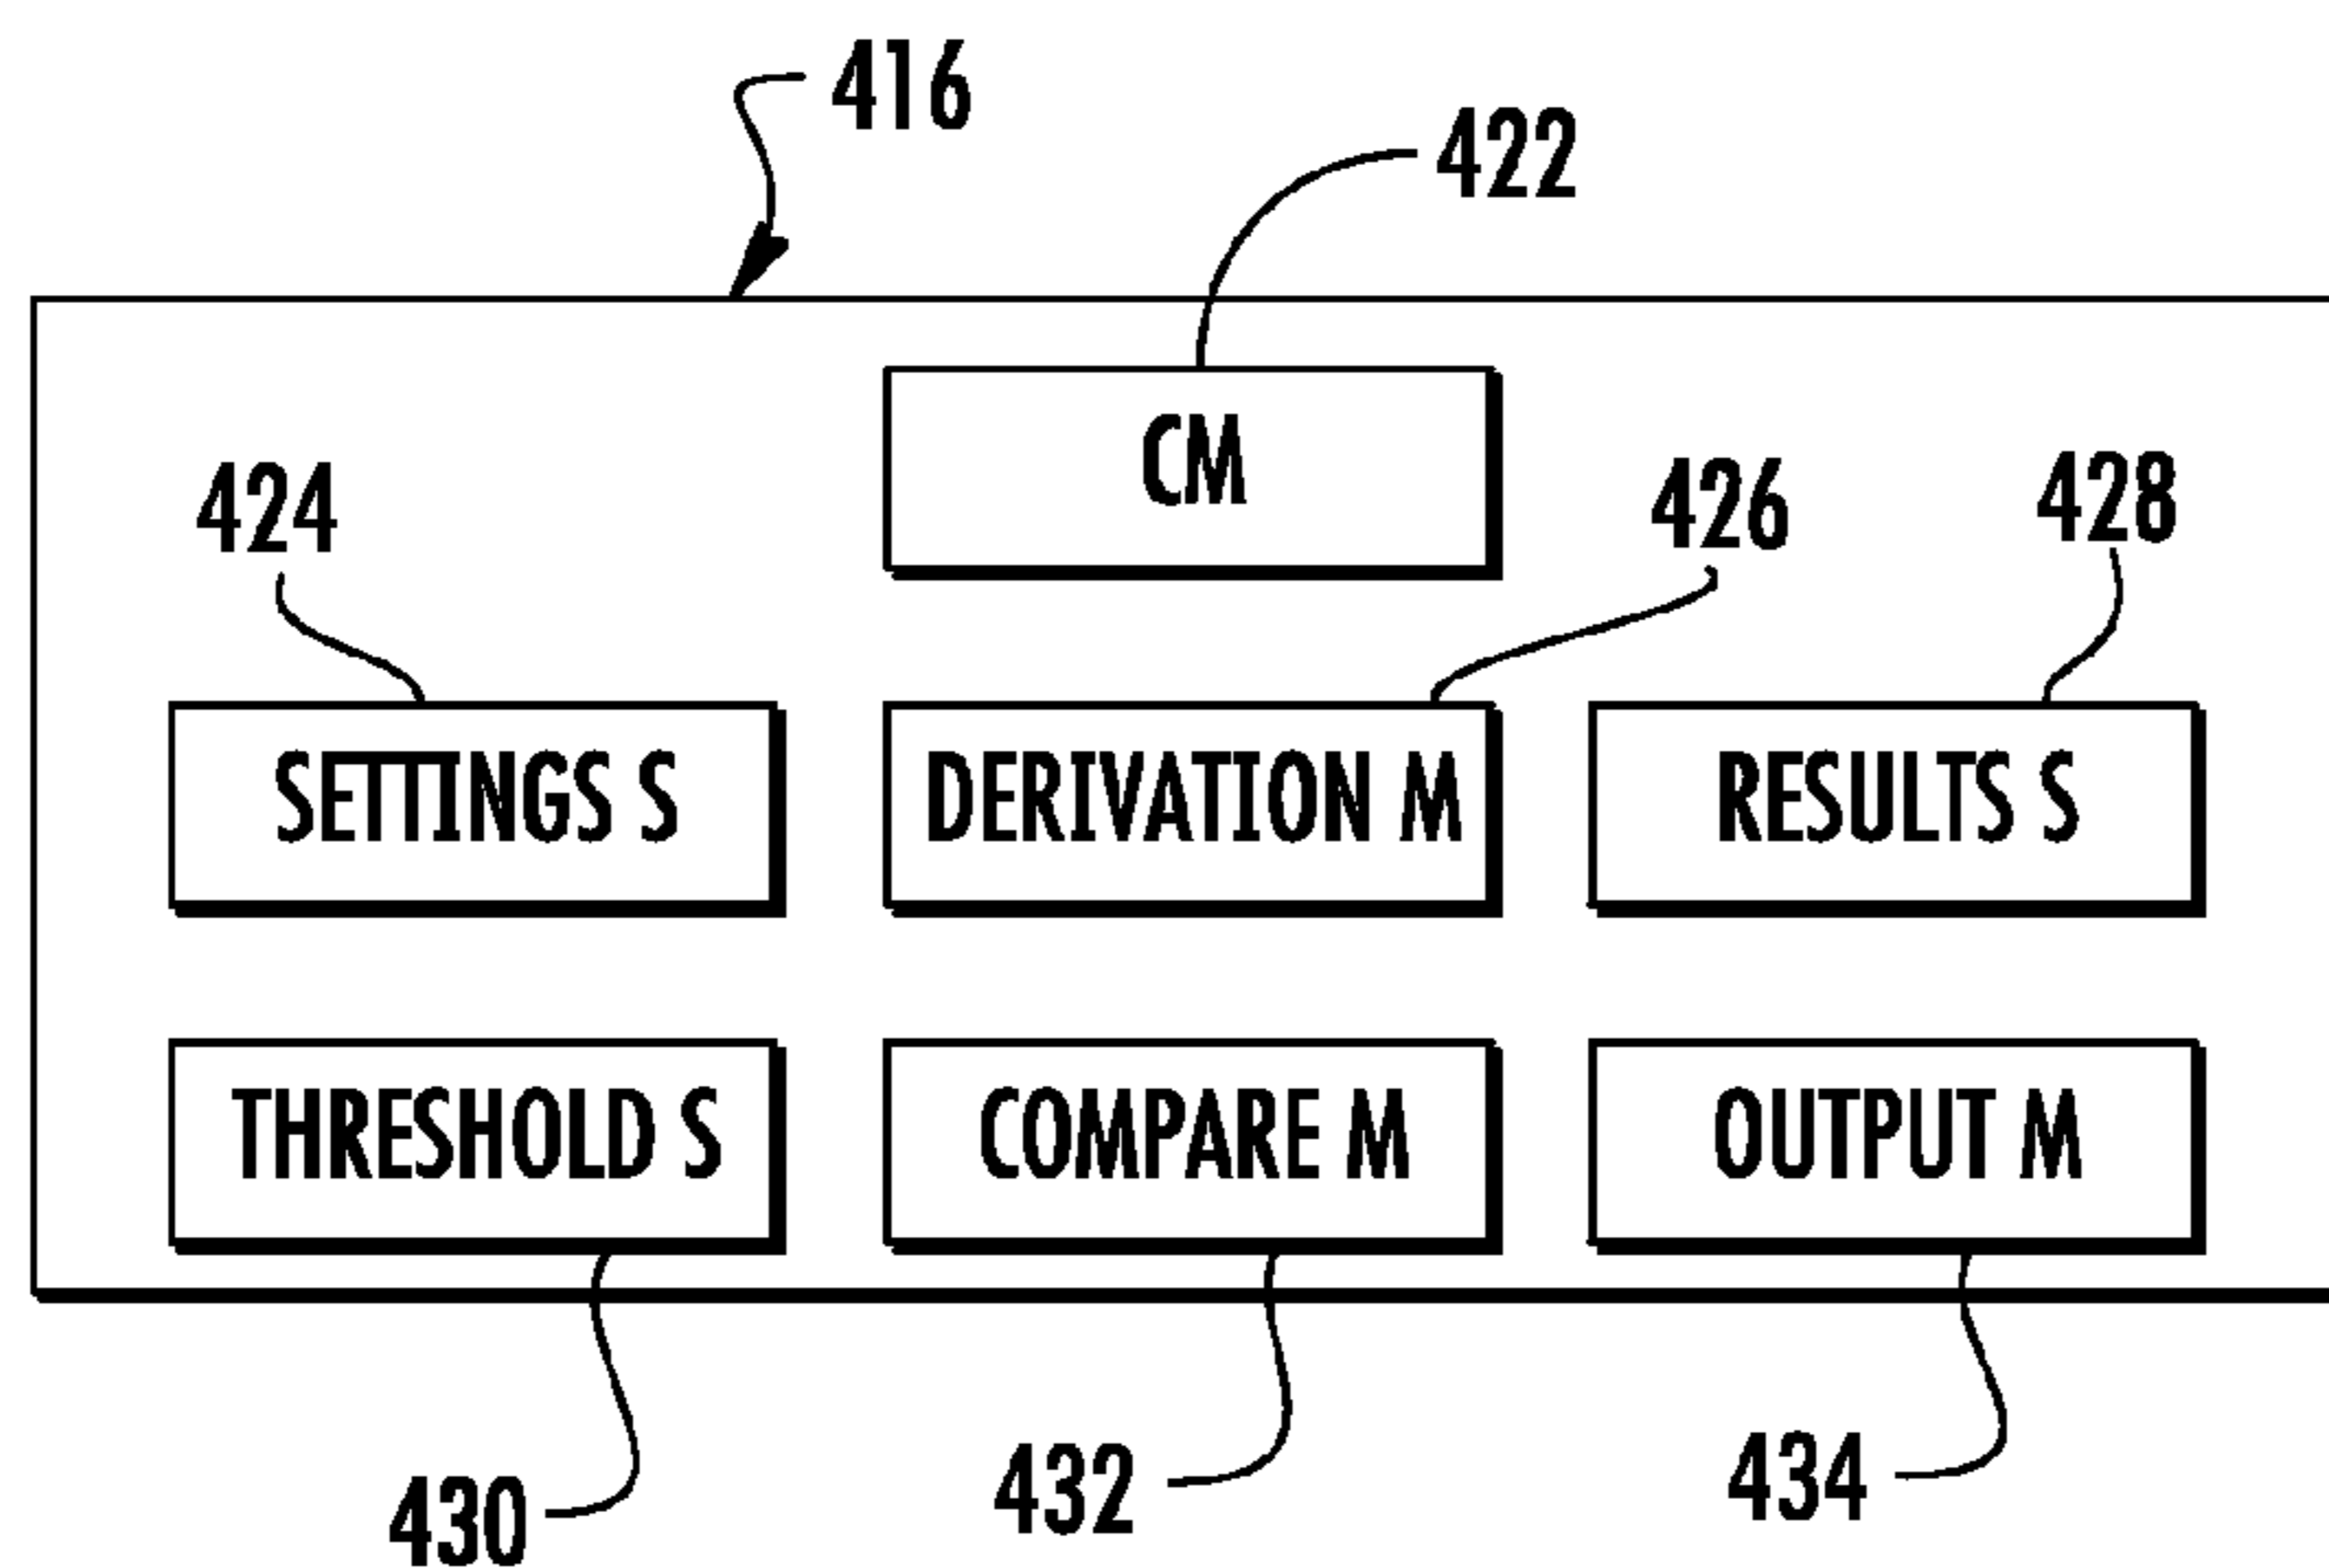 416
422
CM
424
426
428
SETTINGS S
DERIVATION M
RESULTS S
THRESHOLD S
COMPARE M
OUTPUT M
430
432
434